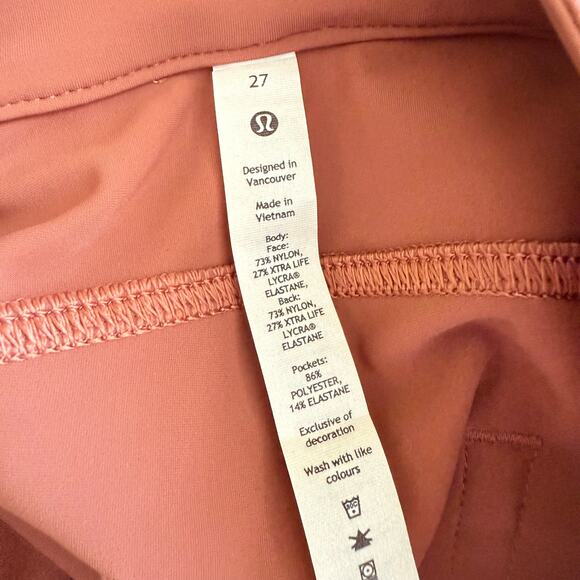 27
Designed in
Vancouver
Made in
Vietnam
Body:
Face:
73% NYLON,
27% XTRA LIFE
LYCRA®
ELASTANE,
Back:
73% NYLON,
27% XTRA LIFE
LYCRA®
ELASTANE
Pockets:
86%
POLYESTER,
14% ELASTANE
Exclusive of
decoration
Wash with like
colours
30C